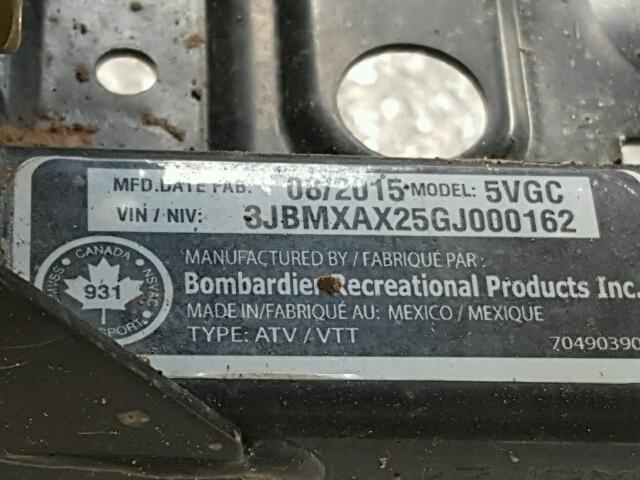 MFD.DATE FAB: 08/2015 MODEL: 5VGC
VIN / NIV: 3JBMXAX25GJ000162
MANUFACTURED BY / FABRIQUÉ PAR :
Bombardier Recreational Products Inc.
MADE IN/FABRIQUÉ AU: MEXICO / MEXIQUE
TYPE: ATV / VTT
70490390
CANADA
931